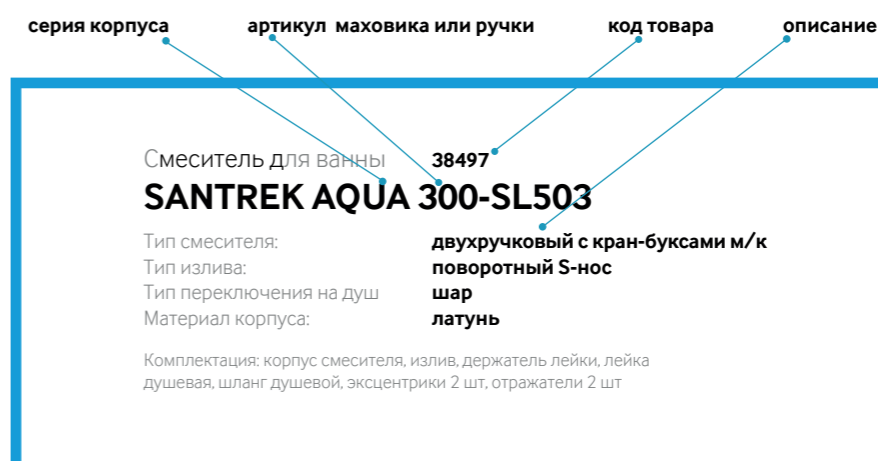 серия корпуса артикул маховика или ручки код товара описание
Смеситель для ванны 38497
SANTREK AQUA 300-SL503
Тип смесителя: двухручковый с кран-буксами м/к
Тип излива: поворотный S-нос
Тип переключения на душ шар
Материал корпуса: латунь
Комплектация: корпус смесителя, излив, держатель лейки, лейка
душевая, шланг душевой, эксцентрики 2 шт, отражатели 2 шт